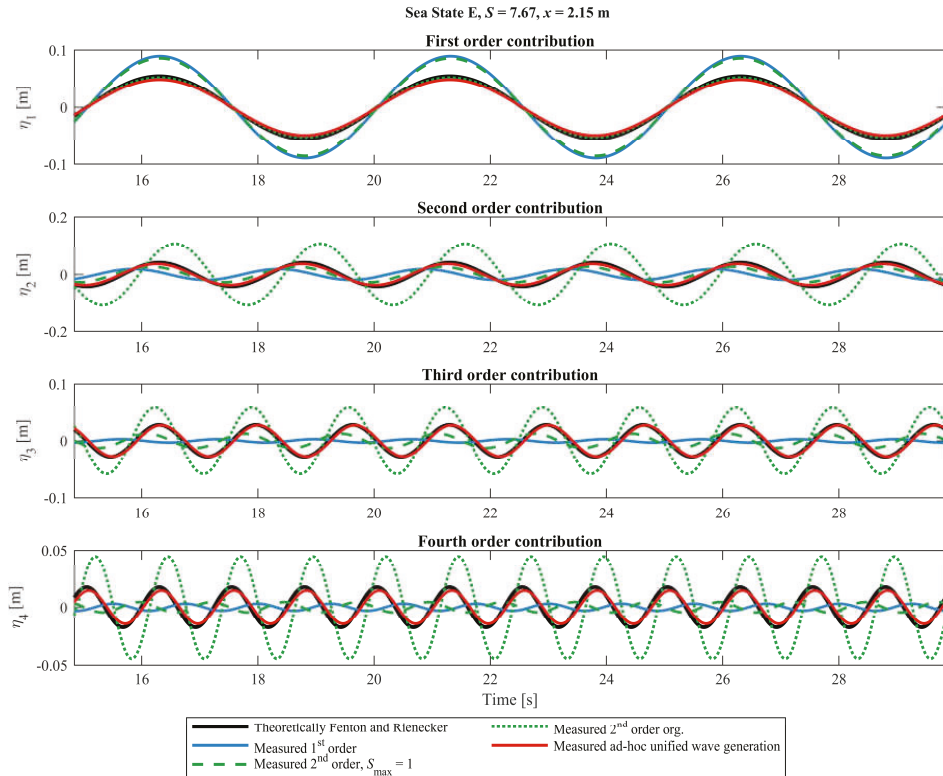 Sea State E, S = 7.67, x = 2.15 m
First order contribution
0.1
0
-0.1
η1 [m]
16 18 20 22 24 26 28
Second order contribution
0.2
0
-0.2
η2 [m]
16 18 20 22 24 26 28
Third order contribution
0.1
0
-0.1
η3 [m]
16 18 20 22 24 26 28
Fourth order contribution
0.05
0
-0.05
η4 [m]
16 18 20 22 24 26 28
Time [s]
Theoretically Fenton and Rienecker
Measured 1st order
Measured 2nd order, Smax = 1
Measured 2nd order org.
Measured ad-hoc unified wave generation